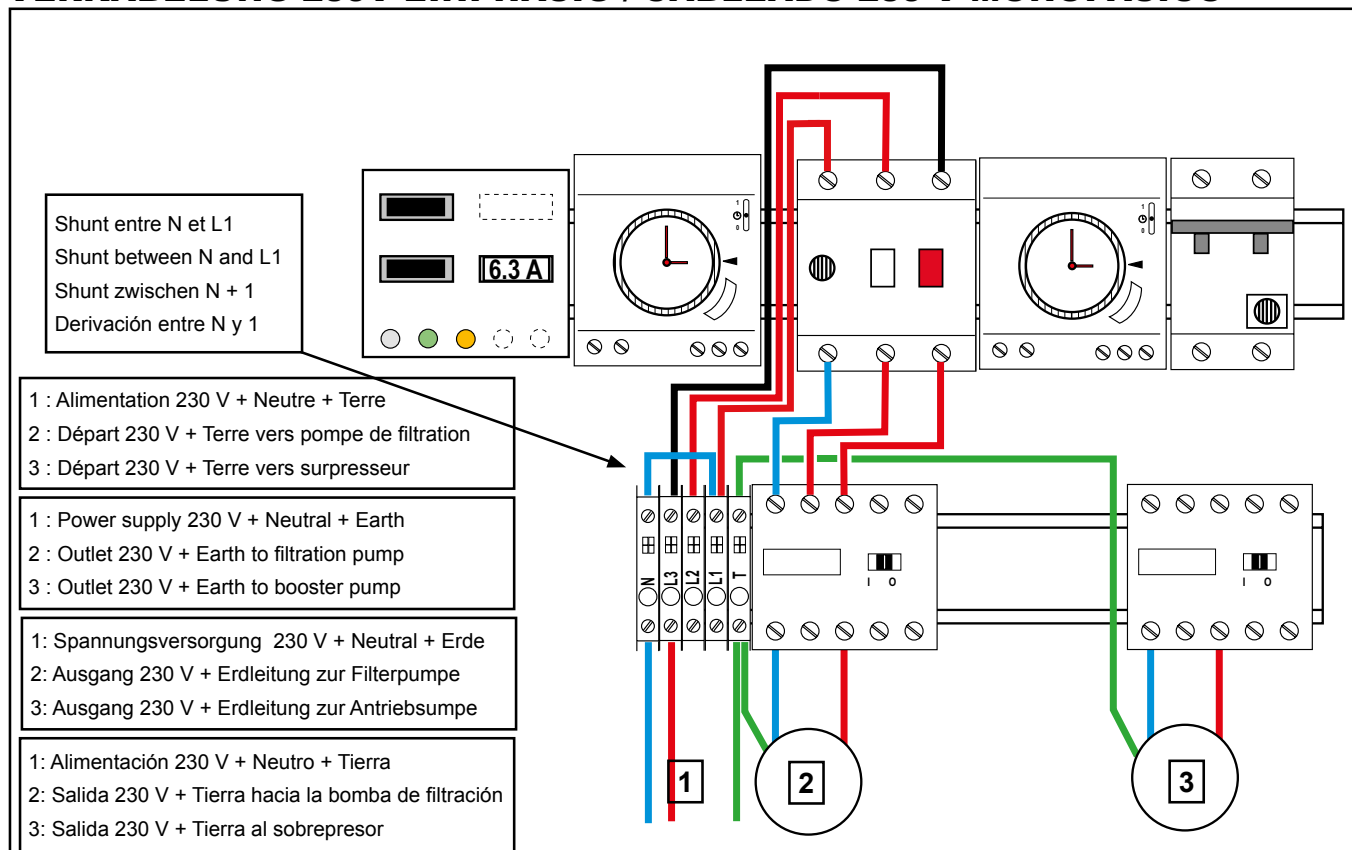 6.3 A
1
0
1
0
Shunt entre N et L1
Shunt between N and L1
Shunt zwischen N + 1
Derivación entre N y 1
1 : Alimentation 230 V + Neutre + Terre
2 : Départ 230 V + Terre vers pompe de filtration
3 : Départ 230 V + Terre vers surpresseur
1 : Power supply 230 V + Neutral + Earth
2 : Outlet 230 V + Earth to filtration pump
3 : Outlet 230 V + Earth to booster pump
1: Spannungsversorgung 230 V + Neutral + Erde
2: Ausgang 230 V + Erdleitung zur Filterpumpe
3: Ausgang 230 V + Erdleitung zur Antriebsumpe
1: Alimentación 230 V + Neutro + Tierra
2: Salida 230 V + Tierra hacia la bomba de filtración
3: Salida 230 V + Tierra al sobrepresor
N
L3
L2
L1
T
I O
I O
1
2
3